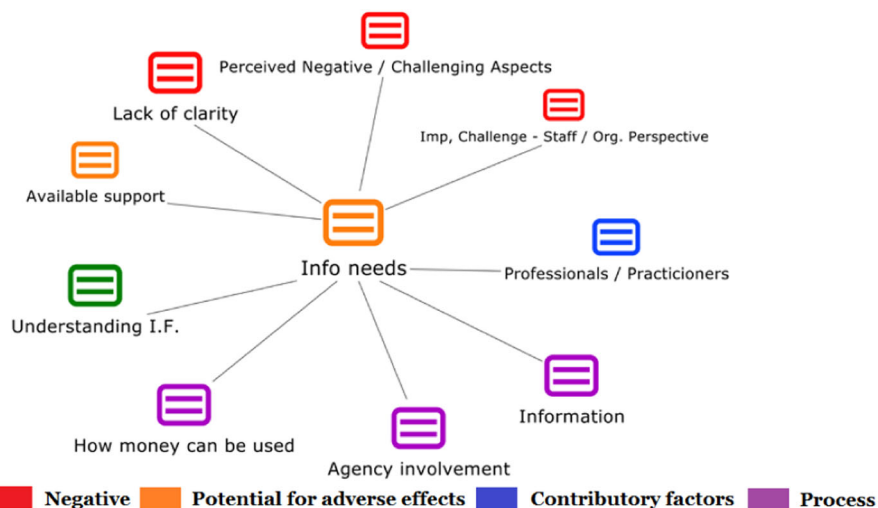 Perceived Negative / Challenging Aspects
Lack of clarity
Imp, Challenge - Staff / Org. Perspective
Available support
Info needs
Professionals / Practicioners
Understanding I.F.
How money can be used
Information
Agency involvement
Negative Potential for adverse effects Contributory factors Process